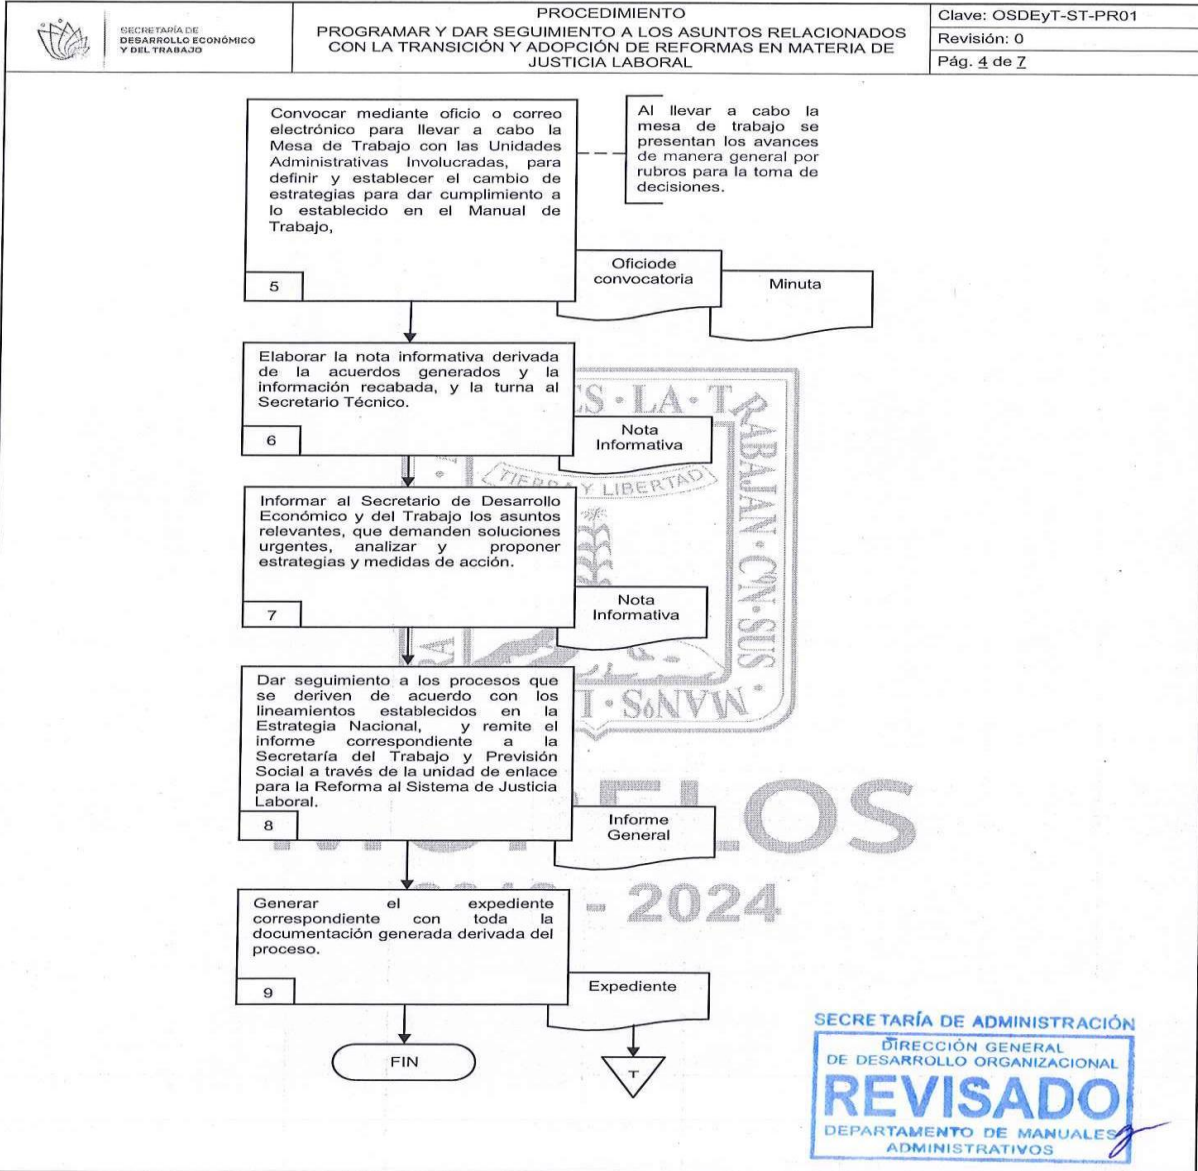 SECRETARÍA DE
DESARROLLO ECONÓMICO
Y DEL TRABAJO
PROCEDIMIENTO
PROGRAMAR Y DAR SEGUIMIENTO A LOS ASUNTOS RELACIONADOS
CON LA TRANSICIÓN Y ADOPCIÓN DE REFORMAS EN MATERIA DE
JUSTICIA LABORAL
Clave: OSDEyT-ST-PR01
Revisión: 0
Pág. 4 de 7
Convocar mediante oficio o correo
electrónico para llevar a cabo la
Mesa de Trabajo con las Unidades
Administrativas Involucradas, para
definir y establecer el cambio de
estrategias para dar cumplimiento a
lo establecido en el Manual de
Trabajo,
5
Al llevar a cabo la
mesa de trabajo se
presentan los avances
de manera general por
rubros para la toma de
decisiones.
Oficiode
convocatoria
Minuta
Elaborar la nota informativa derivada
de la acuerdos generados y la
información recabada, y la turna al
Secretario Técnico.
6
Nota
Informativa
Informar al Secretario de Desarrollo
Económico y del Trabajo los asuntos
relevantes, que demanden soluciones
urgentes, analizar y proponer
estrategias y medidas de acción.
7
Nota
Informativa
Dar seguimiento a los procesos que
se deriven de acuerdo con los
lineamientos establecidos en la
Estrategia Nacional, y remite el
informe correspondiente a la
Secretaría del Trabajo y Previsión
Social a través de la unidad de enlace
para la Reforma al Sistema de Justicia
Laboral.
8
Informe
General
Generar el expediente
correspondiente con toda la
documentación generada derivada del
proceso.
9
Expediente
FIN
T
LA · TRABAJAN · CON · SUS · MANOS
TIERRA Y LIBERTAD
- 2024
SECRETARÍA DE ADMINISTRACIÓN
DIRECCIÓN GENERAL
DE DESARROLLO ORGANIZACIONAL
REVISADO
DEPARTAMENTO DE MANUALES
ADMINISTRATIVOS